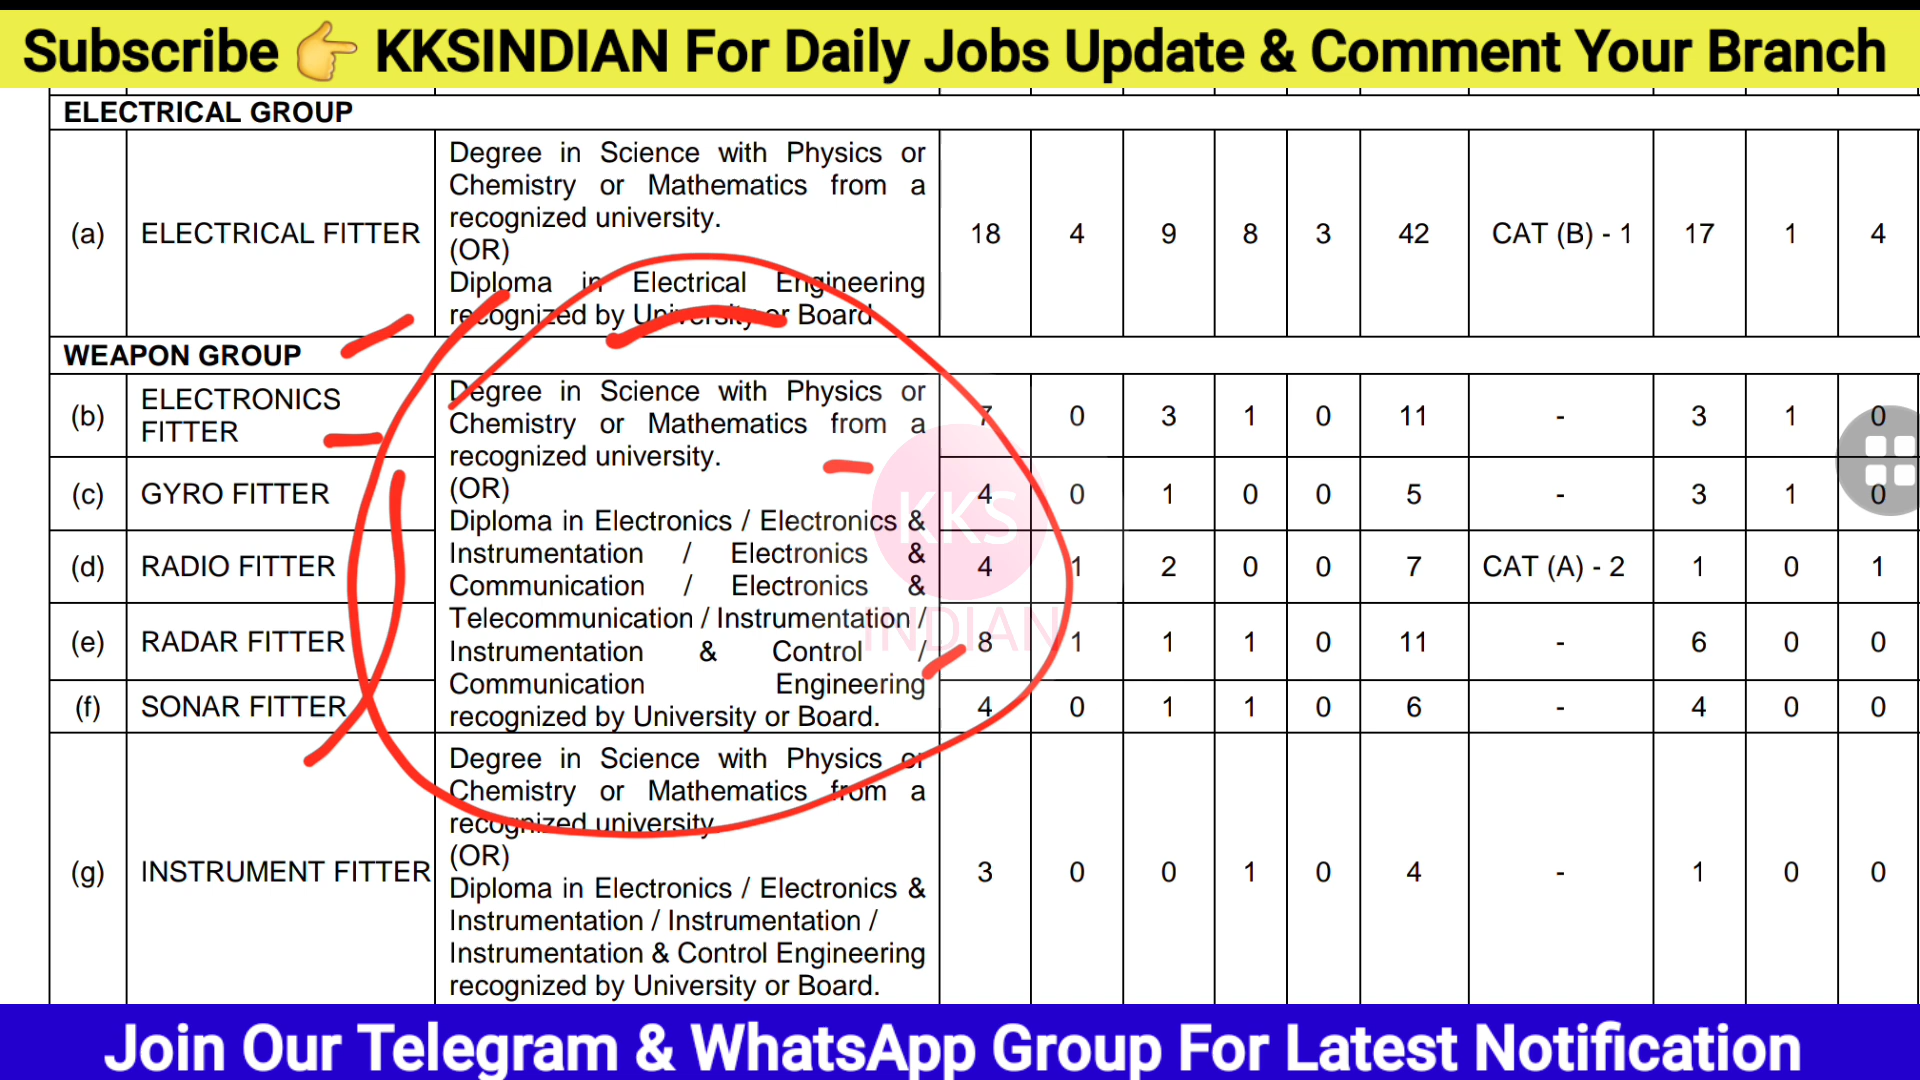 Subscribe 👉 KKSINDIAN For Daily Jobs Update & Comment Your Branch
ELECTRICAL GROUP
(a) ELECTRICAL FITTER
Degree in Science with Physics or
Chemistry or Mathematics from a
recognized university.
(OR)
Diploma in Electrical Engineering
recognized by University or Board
18 4 9 8 3 42 CAT (B) - 1 17 1 4
WEAPON GROUP
(b) ELECTRONICS
FITTER
Degree in Science with Physics or
Chemistry or Mathematics from a
recognized university.
(OR)
Diploma in Electronics / Electronics &
Instrumentation / Electronics &
Communication / Electronics &
Telecommunication / Instrumentation /
Instrumentation & Control /
Communication Engineering
recognized by University or Board.
7 0 3 1 0 11 - 3 1 0
(c) GYRO FITTER 4 0 1 0 0 5 - 3 1 0
(d) RADIO FITTER 4 1 2 0 0 7 CAT (A) - 2 1 0 1
(e) RADAR FITTER 8 1 1 1 0 11 - 6 0 0
(f) SONAR FITTER 4 0 1 1 0 6 - 4 0 0
KKS
INDIAN
(g) INSTRUMENT FITTER
Degree in Science with Physics or
Chemistry or Mathematics from a
recognized university.
(OR)
Diploma in Electronics / Electronics &
Instrumentation / Instrumentation /
Instrumentation & Control Engineering
recognized by University or Board.
3 0 0 1 0 4 - 1 0 0
Join Our Telegram & WhatsApp Group For Latest Notification